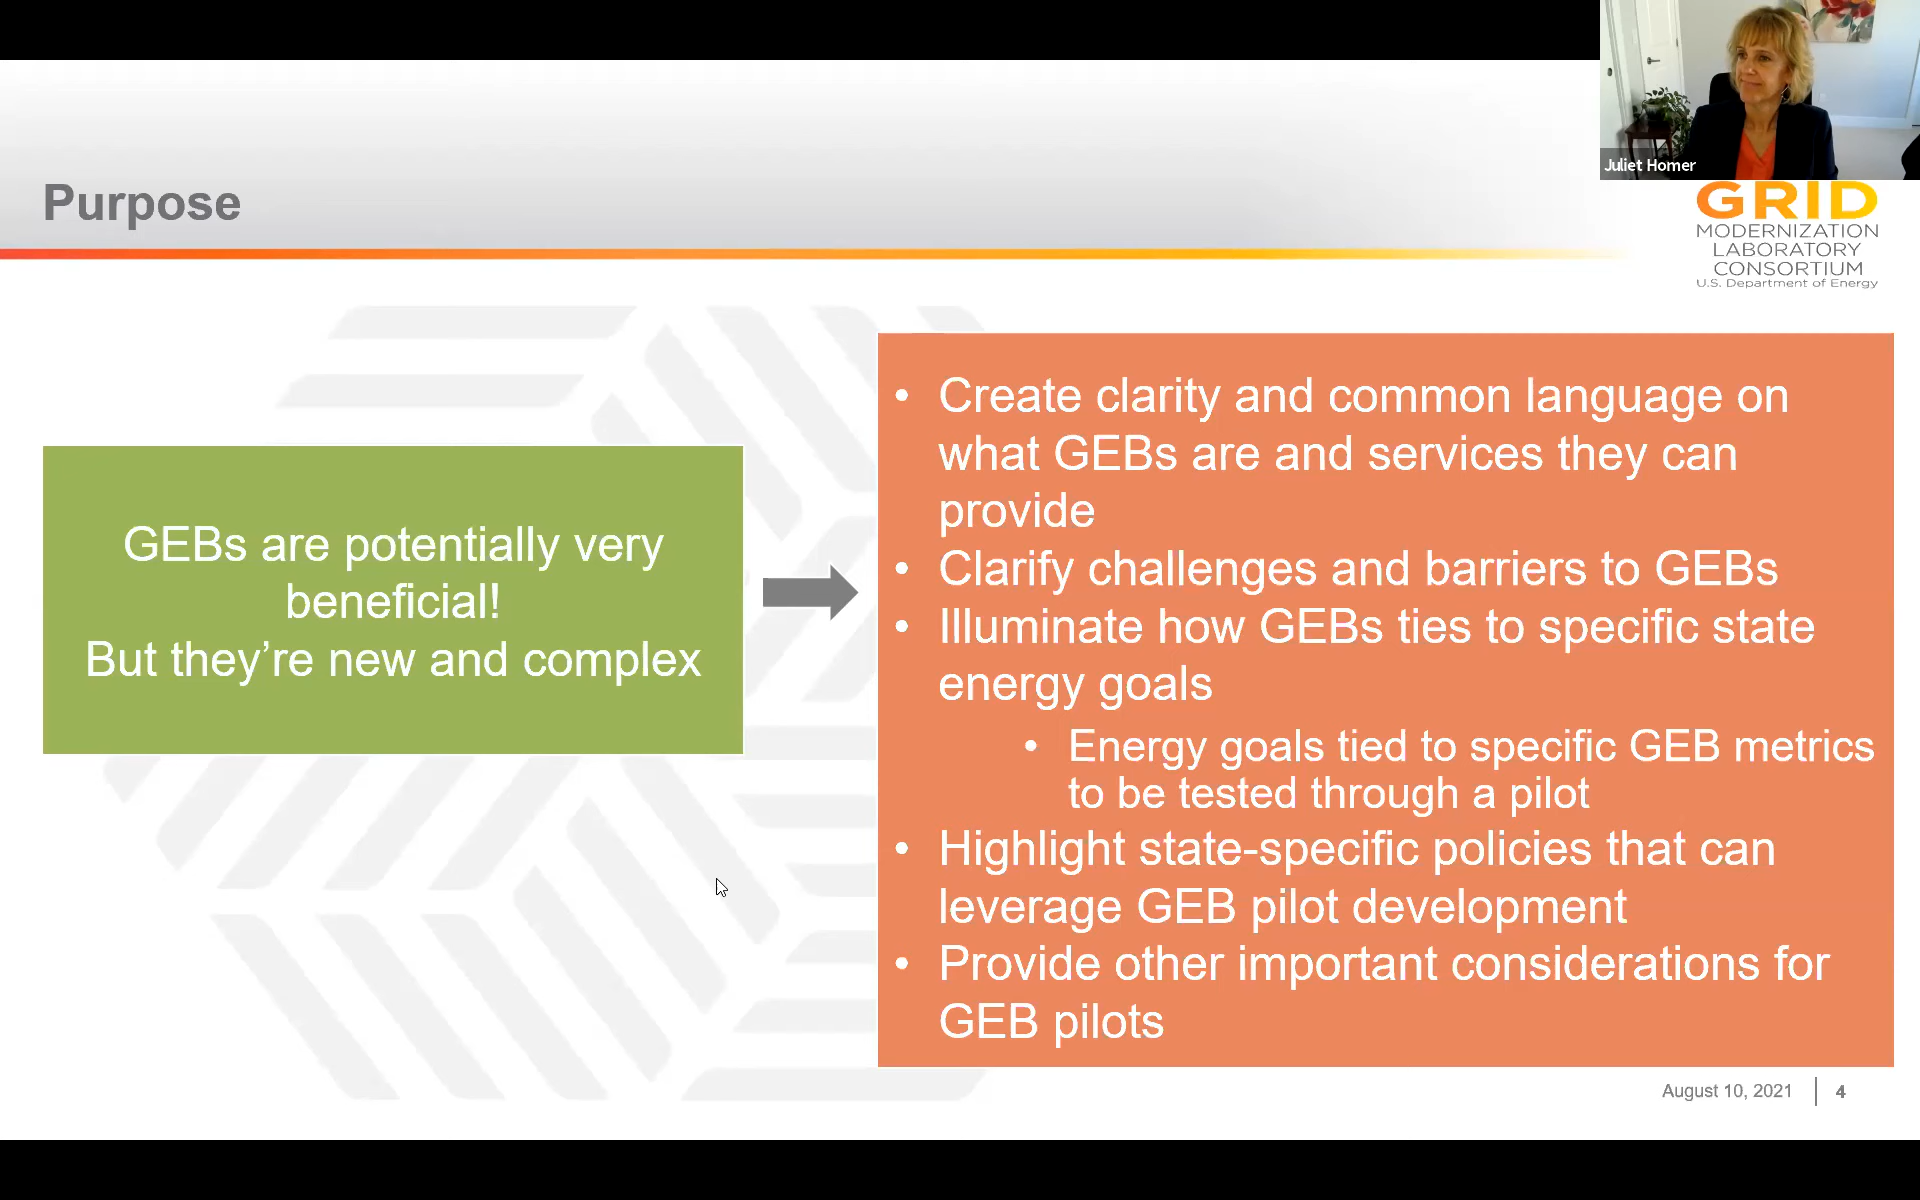 Juliet Homer
Purpose
GRID
MODERNIZATION
LABORATORY
CONSORTIUM
U.S. Department of Energy
GEBs are potentially very
beneficial!
But they’re new and complex
• Create clarity and common language on
what GEBs are and services they can
provide
• Clarify challenges and barriers to GEBs
• Illuminate how GEBs ties to specific state
energy goals
• Energy goals tied to specific GEB metrics
to be tested through a pilot
• Highlight state-specific policies that can
leverage GEB pilot development
• Provide other important considerations for
GEB pilots
August 10, 2021
4